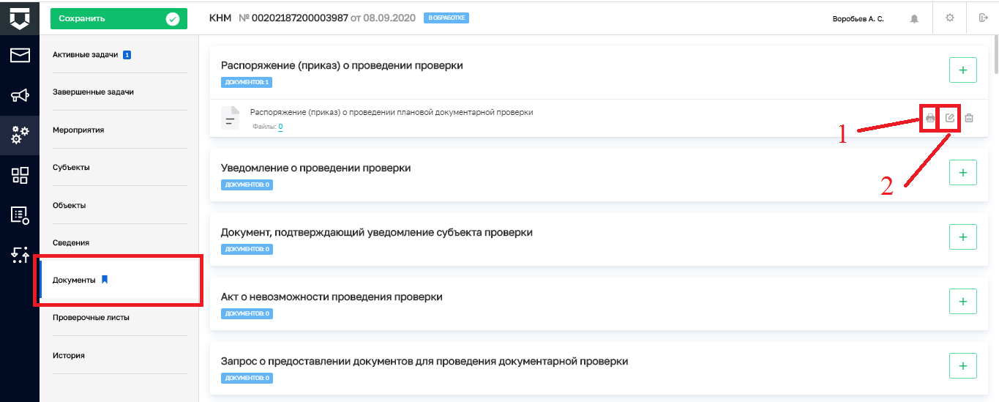 Сохранить
КНМ № 00202187200003987 от 08.09.2020 В ОБРАБОТКЕ
Воробьев А. С.
Активные задачи 1
Завершенные задачи
Мероприятия
Субъекты
Объекты
Сведения
Документы
Проверочные листы
История
Распоряжение (приказ) о проведении проверки
ДОКУМЕНТОВ: 1
Распоряжение (приказ) о проведении плановой документарной проверки
Файлы: 0
1
2
Уведомление о проведении проверки
ДОКУМЕНТОВ: 0
Документ, подтверждающий уведомление субъекта проверки
ДОКУМЕНТОВ: 0
Акт о невозможности проведения проверки
ДОКУМЕНТОВ: 0
Запрос о предоставлении документов для проведения документарной проверки
ДОКУМЕНТОВ: 0